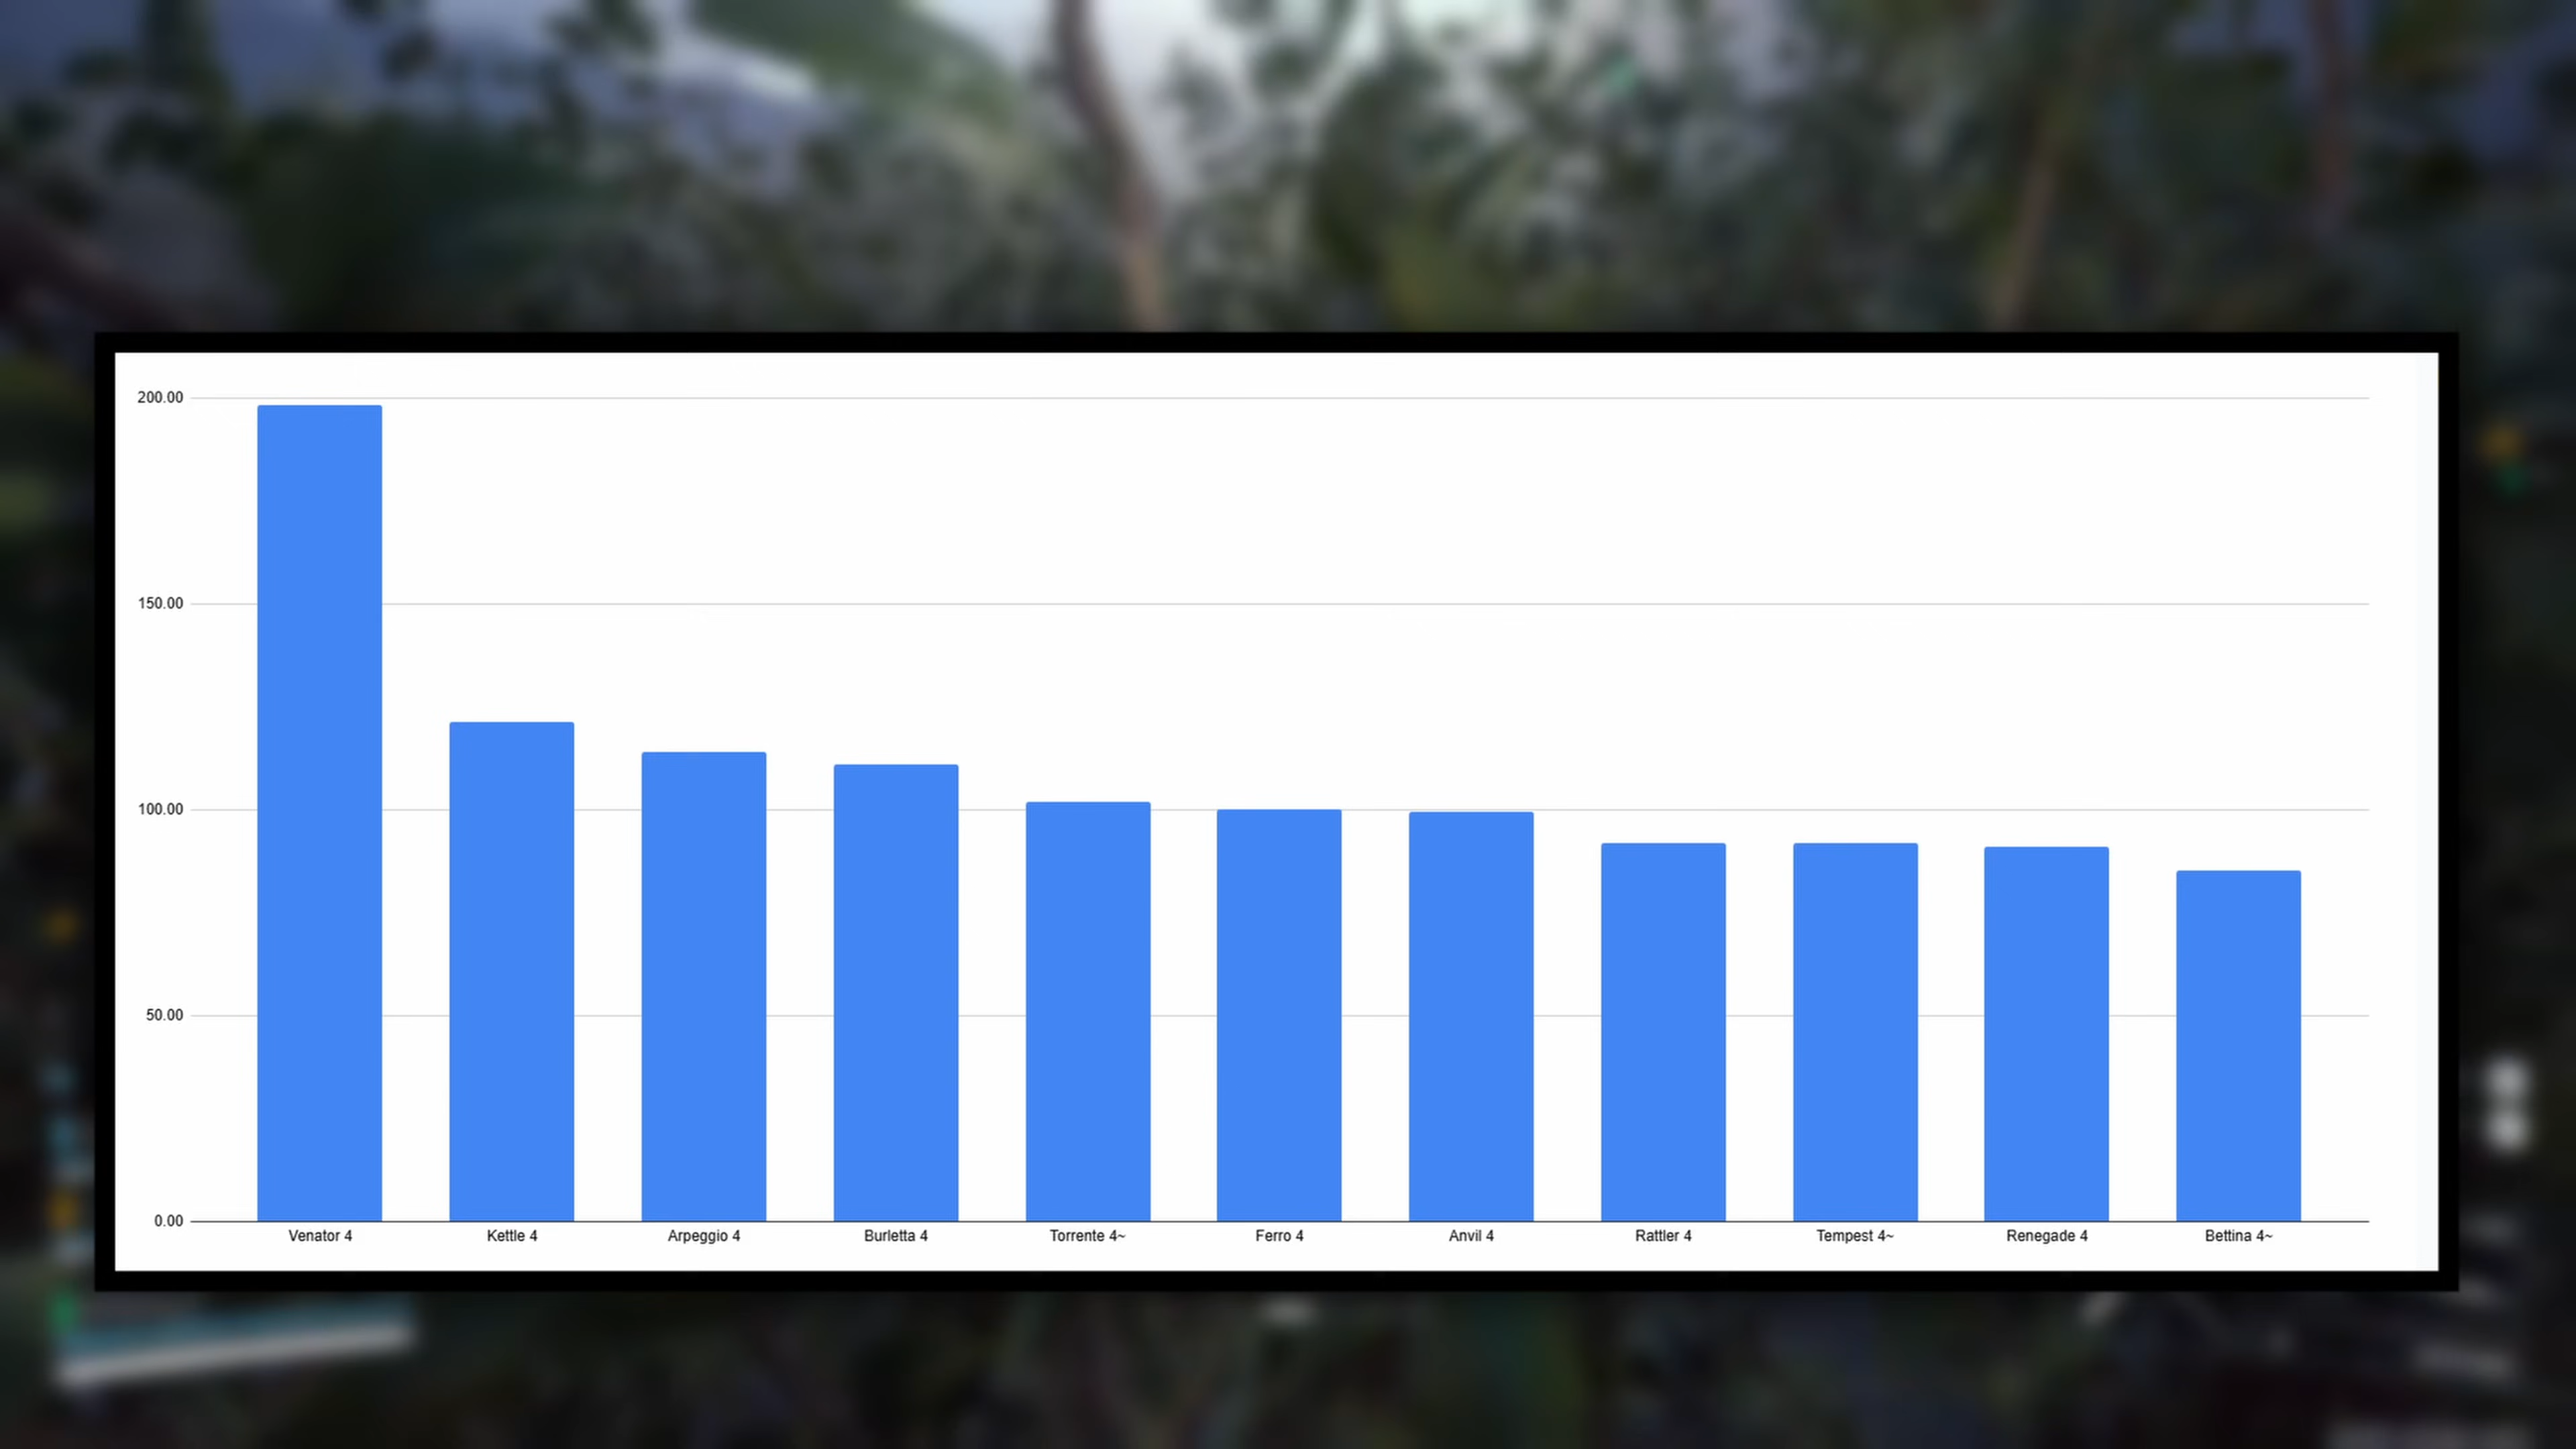 200.00
150.00
100.00
50.00
0.00
Venator 4
Kettle 4
Arpeggio 4
Burletta 4
Torrente 4~
Ferro 4
Anvil 4
Rattler 4
Tempest 4~
Renegade 4
Bettina 4~